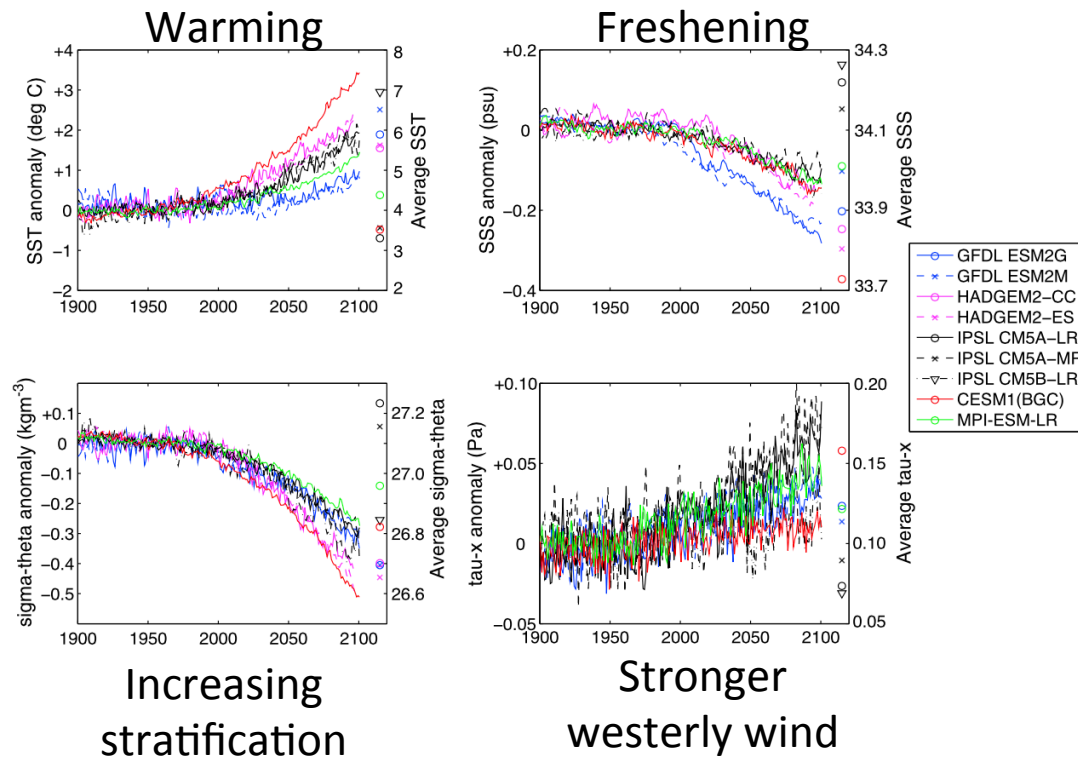 Warming
Freshening
+4
+3
+2
+1
0
−1
−2
SST anomaly (deg C)
8
7
6
5
4
3
2
Average SST
1900 1950 2000 2050 2100
+0.2
0
−0.2
−0.4
SSS anomaly (psu)
34.3
34.1
33.9
33.7
Average SSS
1900 1950 2000 2050 2100
GFDL ESM2G
GFDL ESM2M
HADGEM2−CC
HADGEM2−ES
IPSL CM5A−LR
IPSL CM5A−MR
IPSL CM5B−LR
CESM1(BGC)
MPI−ESM−LR
+0.1
0
−0.1
−0.2
−0.3
−0.4
−0.5
sigma−theta anomaly (kgm-3)
27.2
27.0
26.8
26.6
Average sigma−theta
1900 1950 2000 2050 2100
+0.10
+0.05
0
−0.05
tau−x anomaly (Pa)
0.20
0.15
0.10
0.05
Average tau−x
1900 1950 2000 2050 2100
Increasing
stratification
Stronger
westerly wind